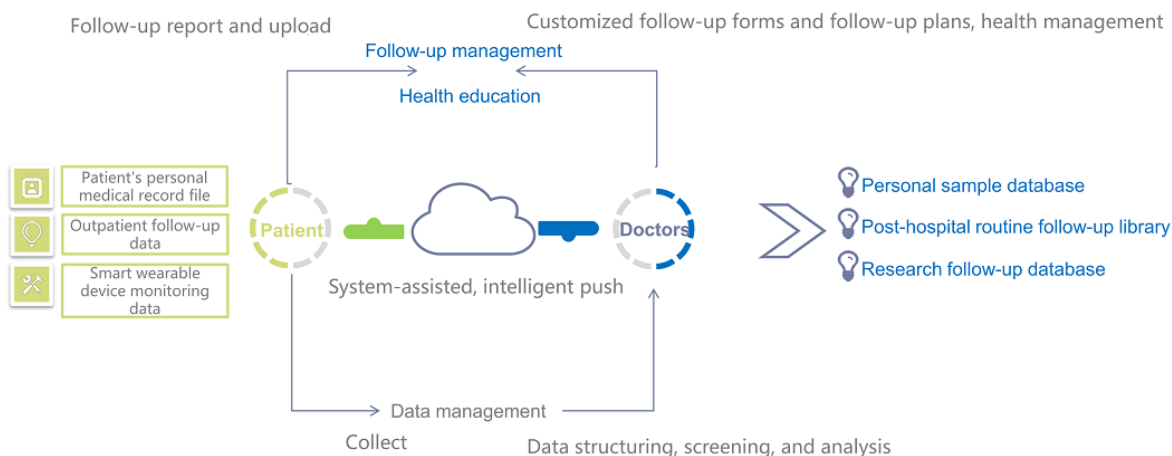 Follow-up report and upload
Customized follow-up forms and follow-up plans, health management
Follow-up management
Health education
Patient's personal
medical record file
Outpatient follow-up
data
Smart wearable
device monitoring
data
Patient
Doctors
System-assisted, intelligent push
Personal sample database
Post-hospital routine follow-up library
Research follow-up database
Data management
Collect
Data structuring, screening, and analysis